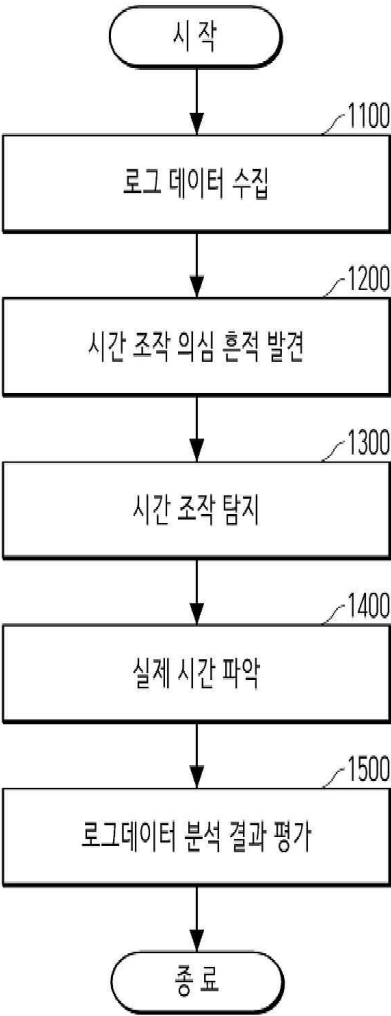 시작
1100
로그 데이터 수집
1200
시간 조작 의심 흔적 발견
1300
시간 조작 탐지
1400
실제 시간 파악
1500
로그데이터 분석 결과 평가
종료